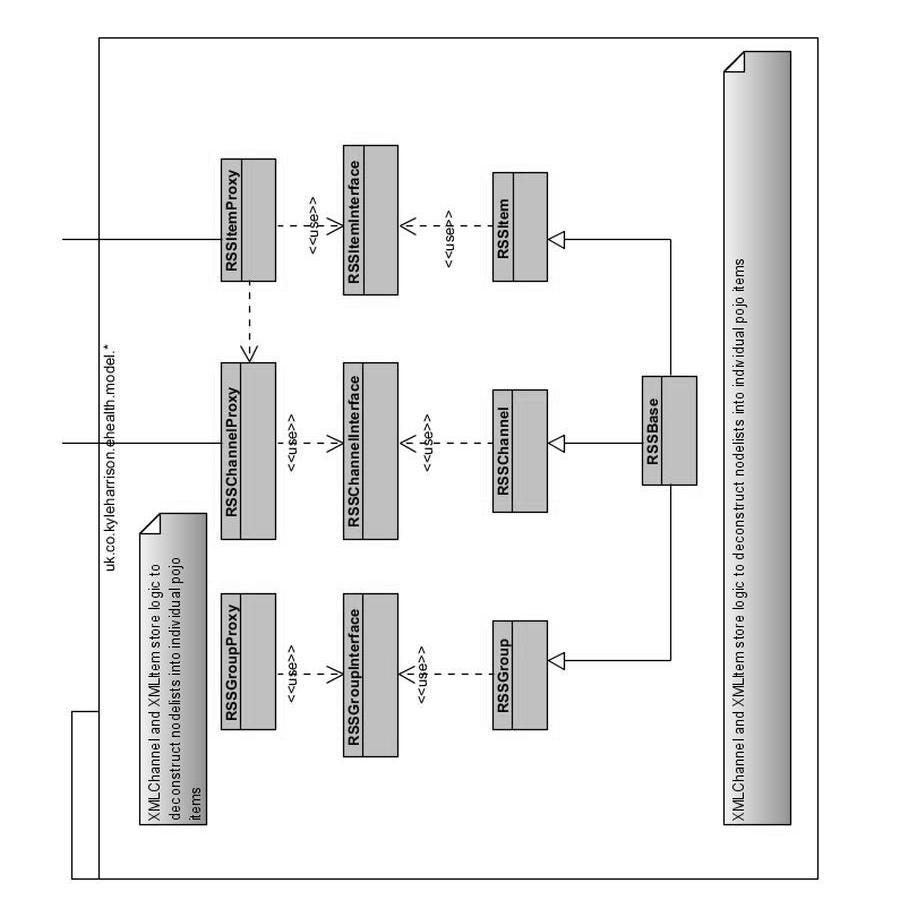 uk.co.kyleharrison.ehealth.model.*
XMLChannel and XMLItem store logic to
deconstruct nodelists into individual pojo
items
RSSGroupProxy
RSSChannelProxy
RSSItemProxy
<<use>>
<<use>>
<<use>>
RSSGroupInterface
RSSChannelInterface
RSSItemInterface
<<use>>
<<use>>
<<use>>
RSSGroup
RSSChannel
RSSItem
RSSBase
XMLChannel and XMLItem store logic to deconstruct nodelists into individual pojo items